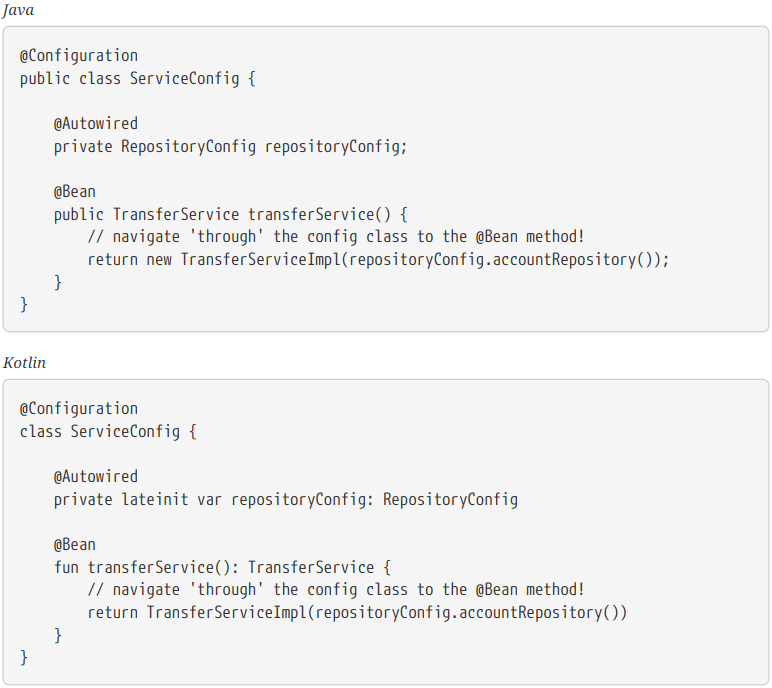 Java
@Configuration
public class ServiceConfig {
    @Autowired
    private RepositoryConfig repositoryConfig;
    @Bean
    public TransferService transferService() {
        // navigate 'through' the config class to the @Bean method!
        return new TransferServiceImpl(repositoryConfig.accountRepository());
    }
}
Kotlin
@Configuration
class ServiceConfig {
    @Autowired
    private lateinit var repositoryConfig: RepositoryConfig
    @Bean
    fun transferService(): TransferService {
        // navigate 'through' the config class to the @Bean method!
        return TransferServiceImpl(repositoryConfig.accountRepository())
    }
}